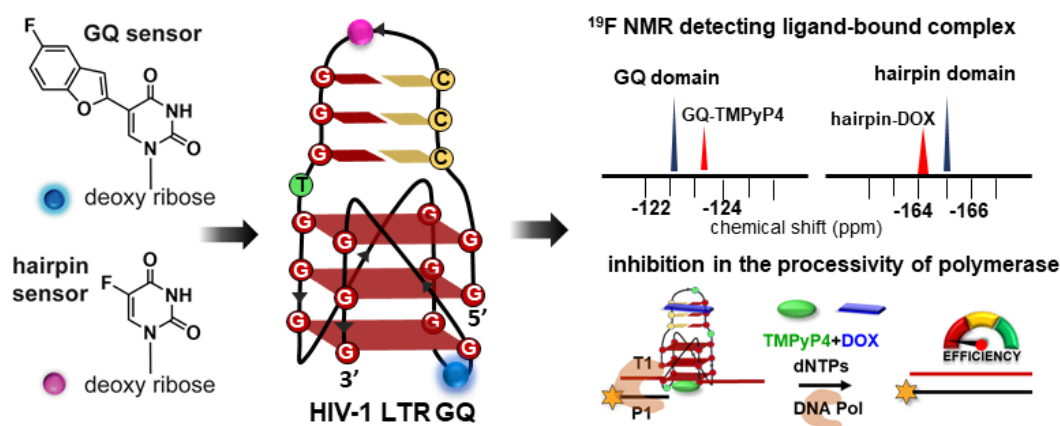 GQ sensor
F
O
O
NH
N
O
deoxy ribose
hairpin
sensor
F
O
NH
N
O
deoxy ribose
G C
G C
G C
T
G G G G
G G G G
G G G G
5'
3'
HIV-1 LTR GQ
¹⁹F NMR detecting ligand-bound complex
GQ domain
GQ-TMPyP4
hairpin domain
hairpin-DOX
-122 -124
-164 -166
chemical shift (ppm)
inhibition in the processivity of polymerase
T1
P1
TMPyP4+DOX
dNTPs
DNA Pol
EFFICIENCY